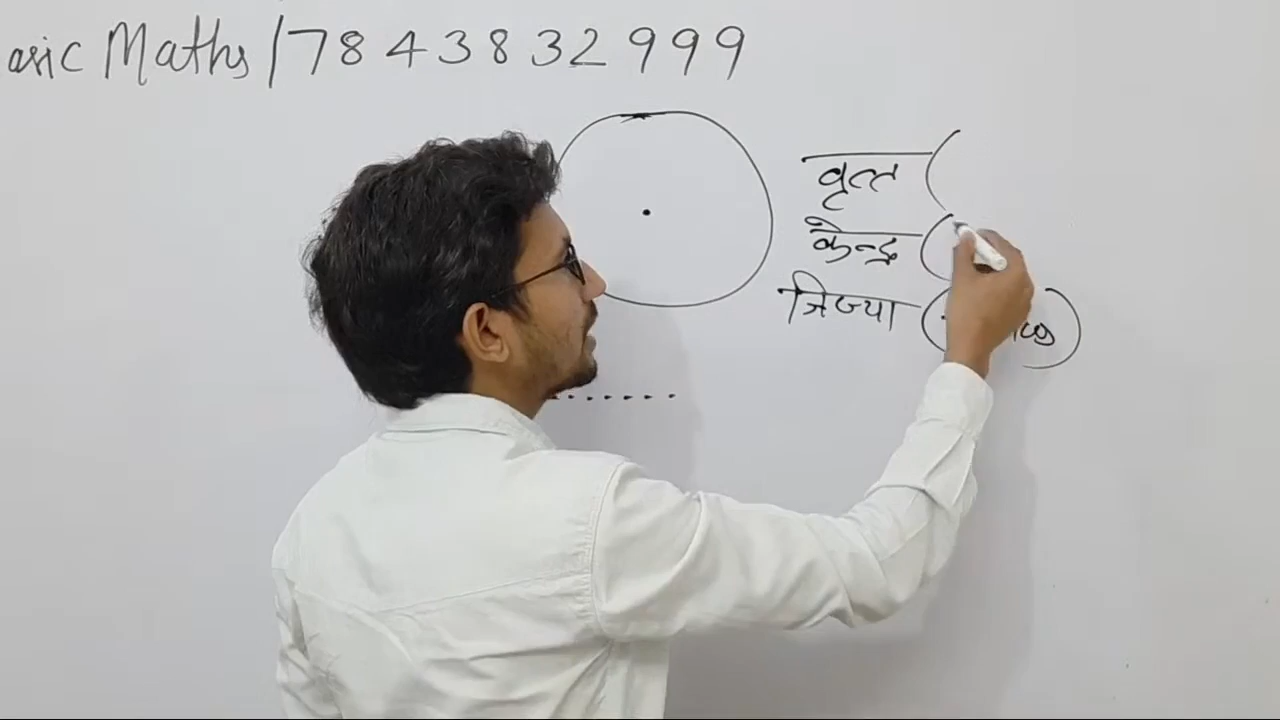 asic Maths / 7843832999
वृत्त (
केन्द्र (
त्रिज्या (